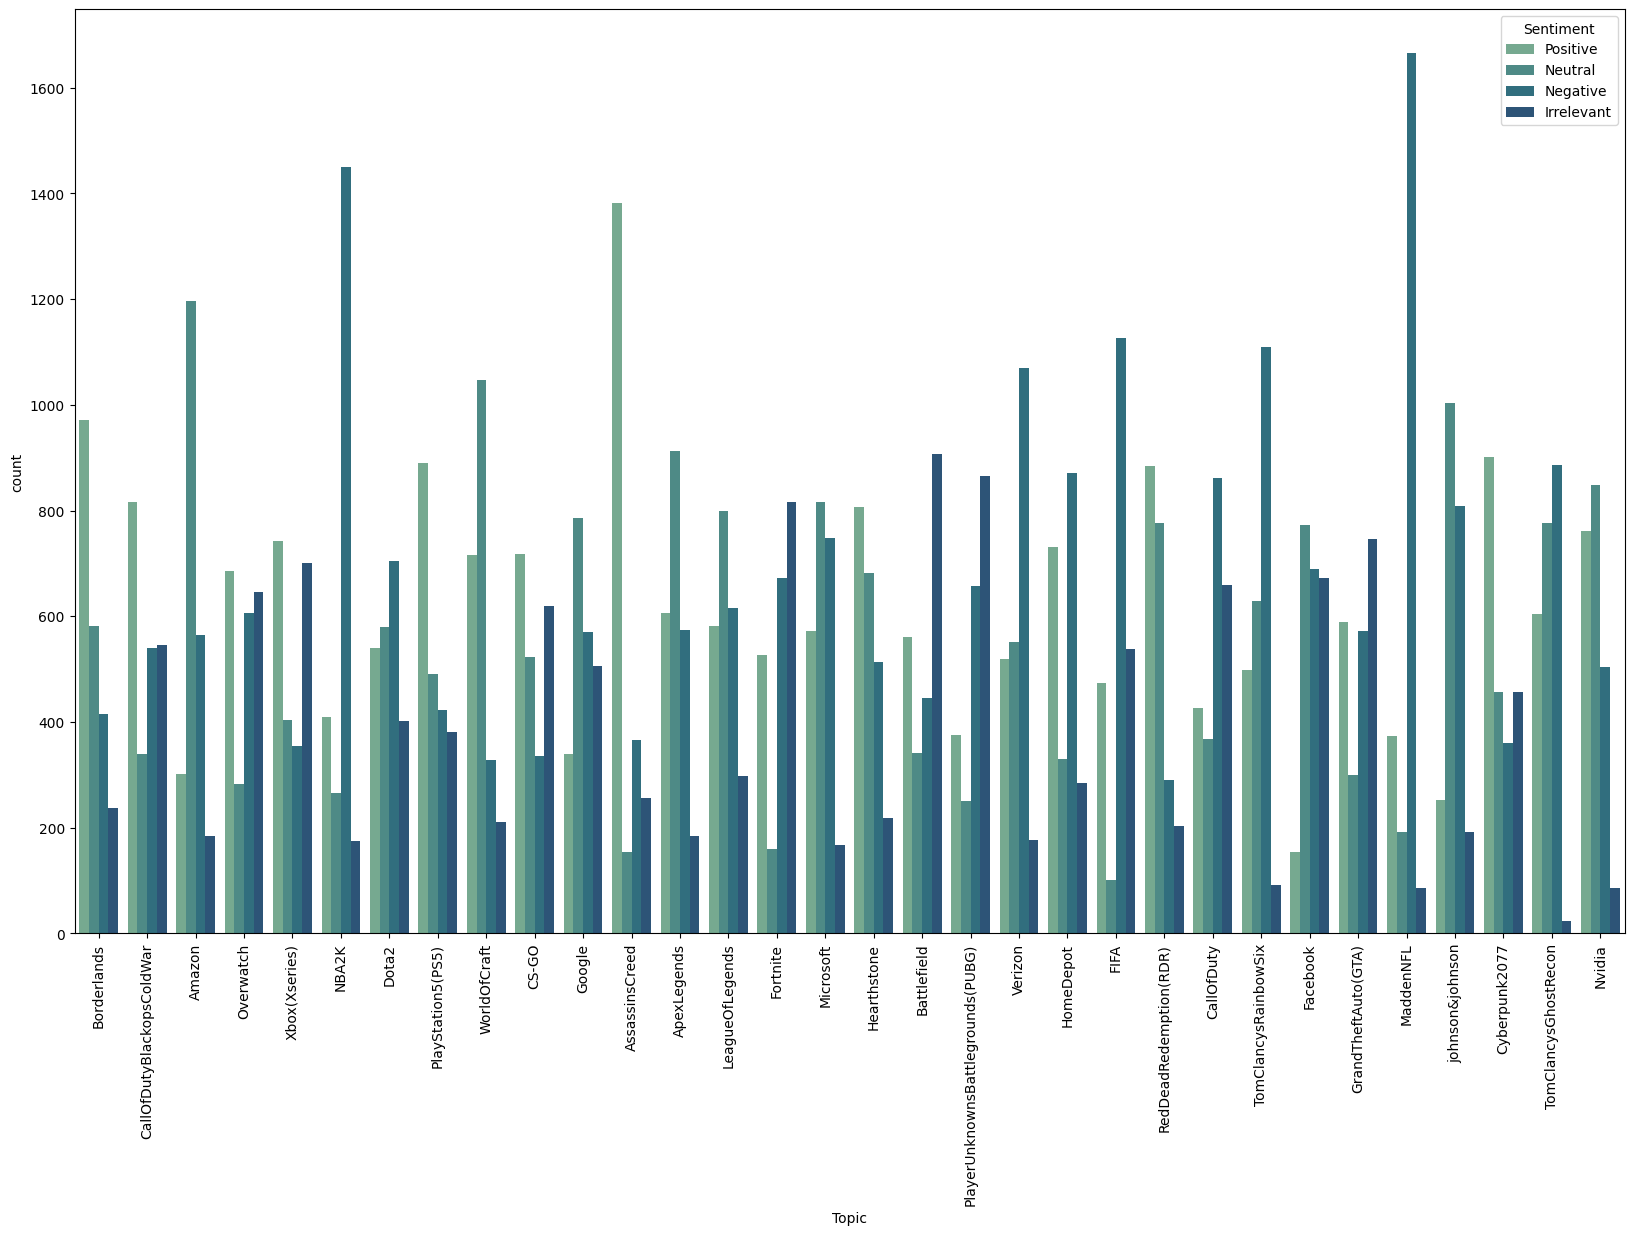 Sentiment
Positive
Neutral
Negative
Irrelevant
count
1600
1400
1200
1000
800
600
400
200
0
Borderlands
CallOfDutyBlackopsColdWar
Amazon
Overwatch
Xbox(Xseries)
NBA2K
Dota2
PlayStation5(PS5)
WorldOfCraft
CS-GO
Google
AssassinsCreed
ApexLegends
LeagueOfLegends
Fortnite
Microsoft
Hearthstone
Battlefield
PlayerUnknownsBattlegrounds(PUBG)
Verizon
HomeDepot
FIFA
RedDeadRedemption(RDR)
CallOfDuty
TomClancysRainbowSix
Facebook
GrandTheftAuto(GTA)
MaddenNFL
johnson&johnson
Cyberpunk2077
TomClancysGhostRecon
Nvidia
Topic